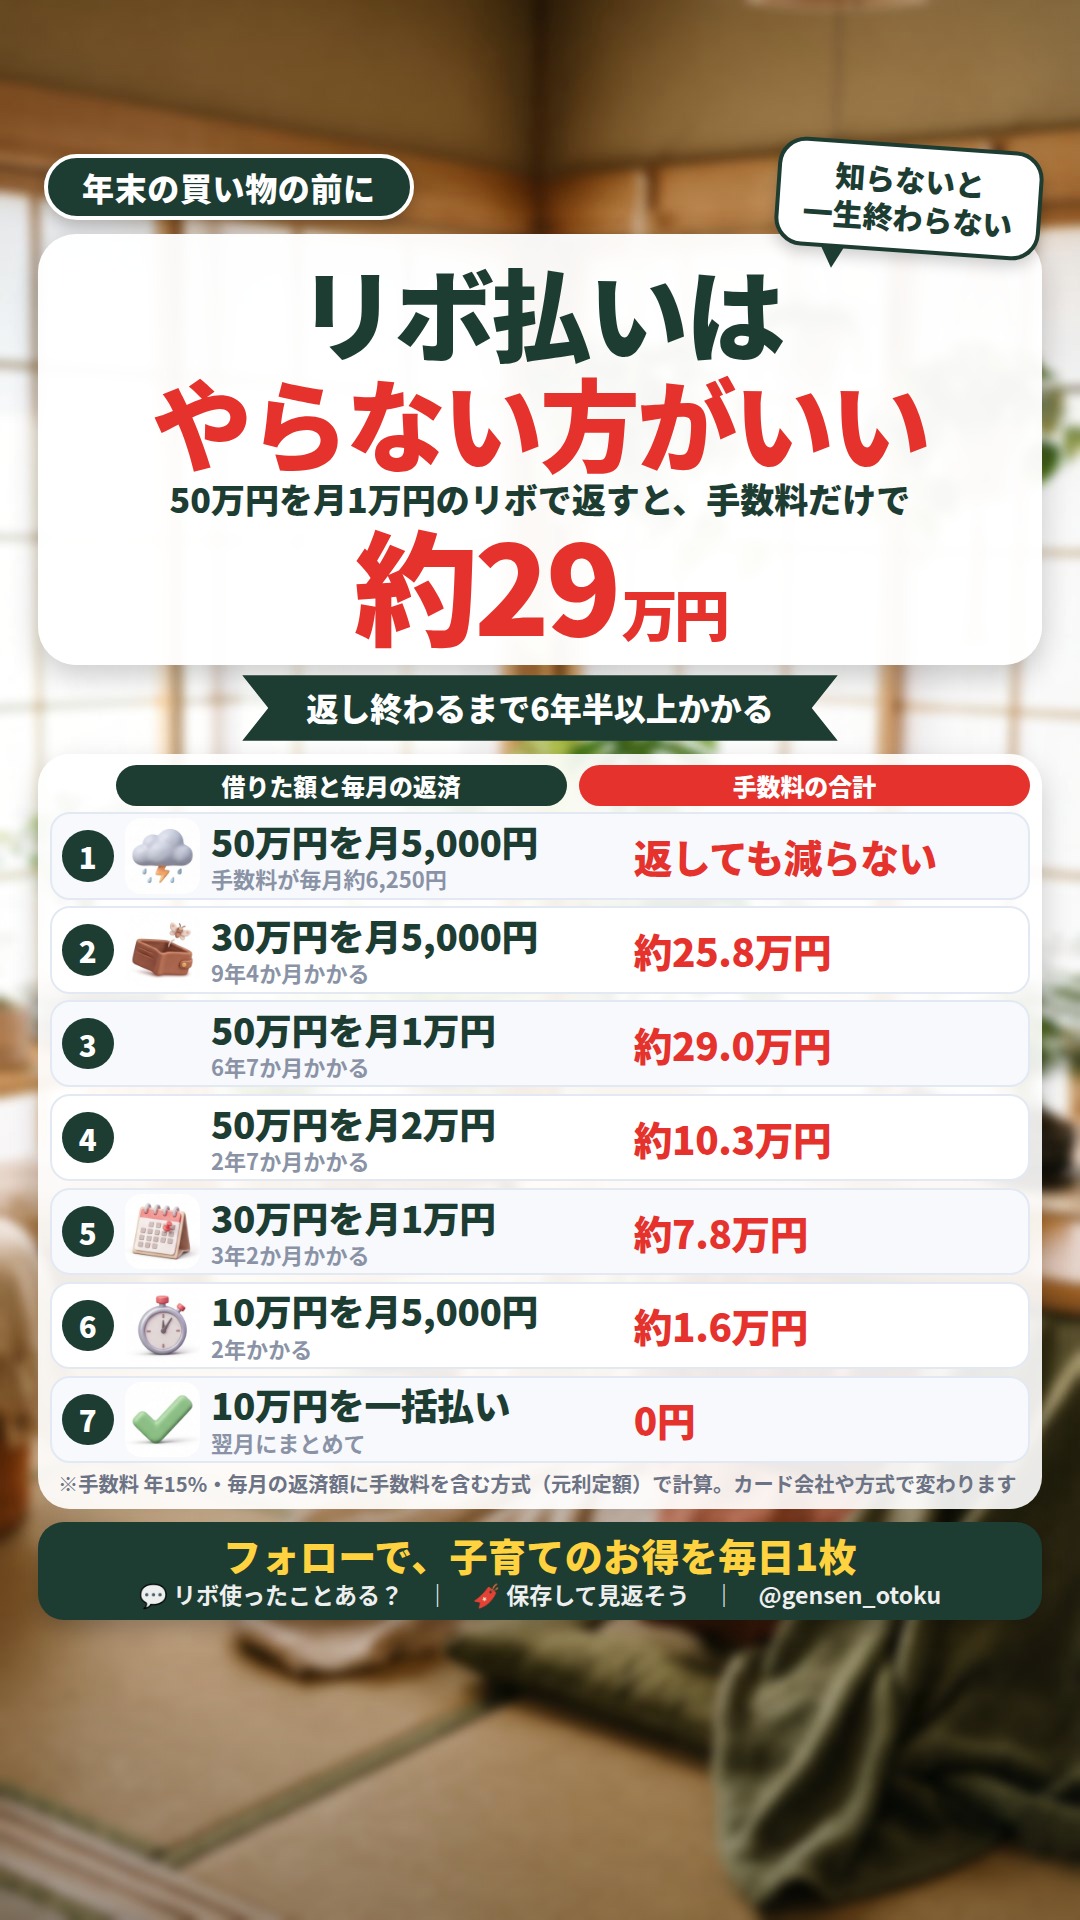 年末の買い物の前に
知らないと
一生終わらない
リボ払いは
やらない方がいい
50万円を月1万円のリボで返すと、手数料だけで
約29万円
返し終わるまで6年半以上かかる
借りた額と毎月の返済
手数料の合計
1
50万円を月5,000円
手数料が毎月約6,250円
返しても減らない
2
30万円を月5,000円
9年4か月かかる
約25.8万円
3
50万円を月1万円
6年7か月かかる
約29.0万円
4
50万円を月2万円
2年7か月かかる
約10.3万円
5
30万円を月1万円
3年2か月かかる
約7.8万円
6
10万円を月5,000円
2年かかる
約1.6万円
7
10万円を一括払い
翌月にまとめて
0円
※手数料 年15%・毎月の返済額に手数料を含む方式（元利定額）で計算。カード会社や方式で変わります
フォローで、子育てのお得を毎日1枚
💬 リボ使ったことある？ ｜ 🔖 保存して見返そう ｜ @gensen_otoku